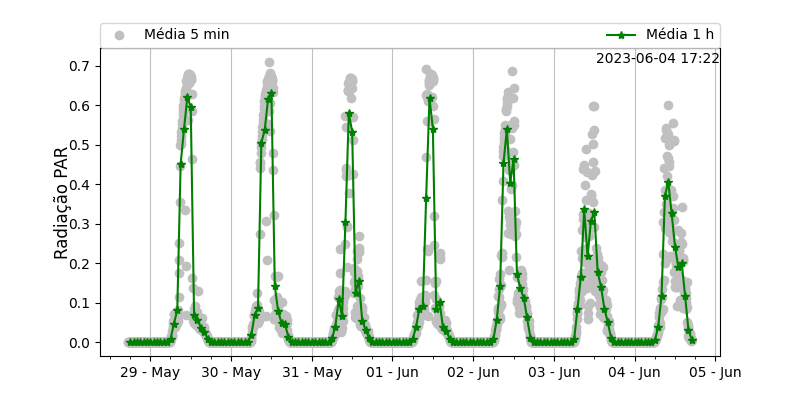 Média 5 min
Média 1 h
2023-06-04 17:22
Radiação PAR
0.7
0.6
0.5
0.4
0.3
0.2
0.1
0.0
29 - May
30 - May
31 - May
01 - Jun
02 - Jun
03 - Jun
04 - Jun
05 - Jun